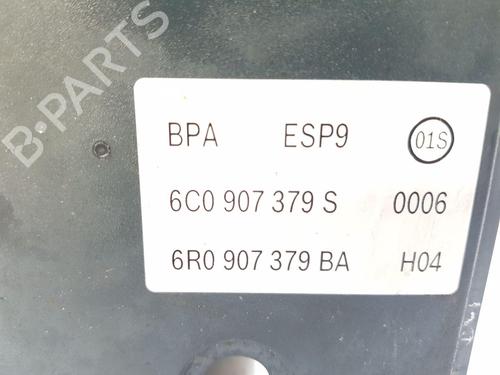 B-PARTS
BPA ESP9 01S
6C0 907 379 S 0006
6R0 907 379 BA H04